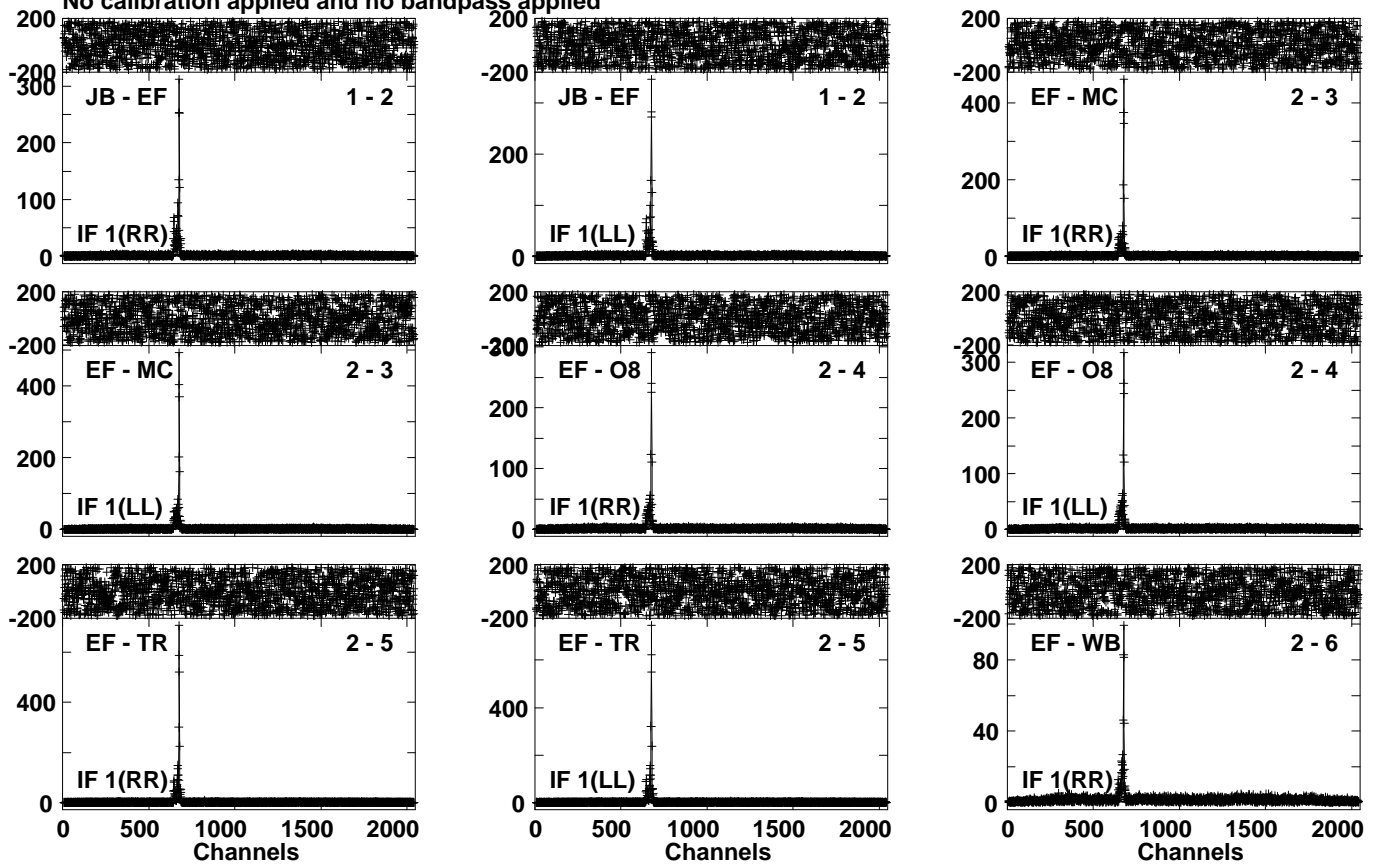 No calibration applied and no bandpass applied
200 200 200
-200 -200 -200
300 200 400
200 200
100
0 0 0
JB - EF 1 - 2 JB - EF 1 - 2 EF - MC 2 - 3
IF 1(RR) IF 1(LL) IF 1(RR)
200 200 200
-200 -200 -200
400 300 300
200 200 200
100 100
0 0 0
EF - MC 2 - 3 EF - O8 2 - 4 EF - O8 2 - 4
IF 1(LL) IF 1(RR) IF 1(LL)
200 200 200
-200 -200 -200
400 400 80
40
0 0 0
EF - TR 2 - 5 EF - TR 2 - 5 EF - WB 2 - 6
IF 1(RR) IF 1(LL) IF 1(RR)
0 500 1000 1500 2000 0 500 1000 1500 2000 0 500 1000 1500 2000
Channels Channels Channels